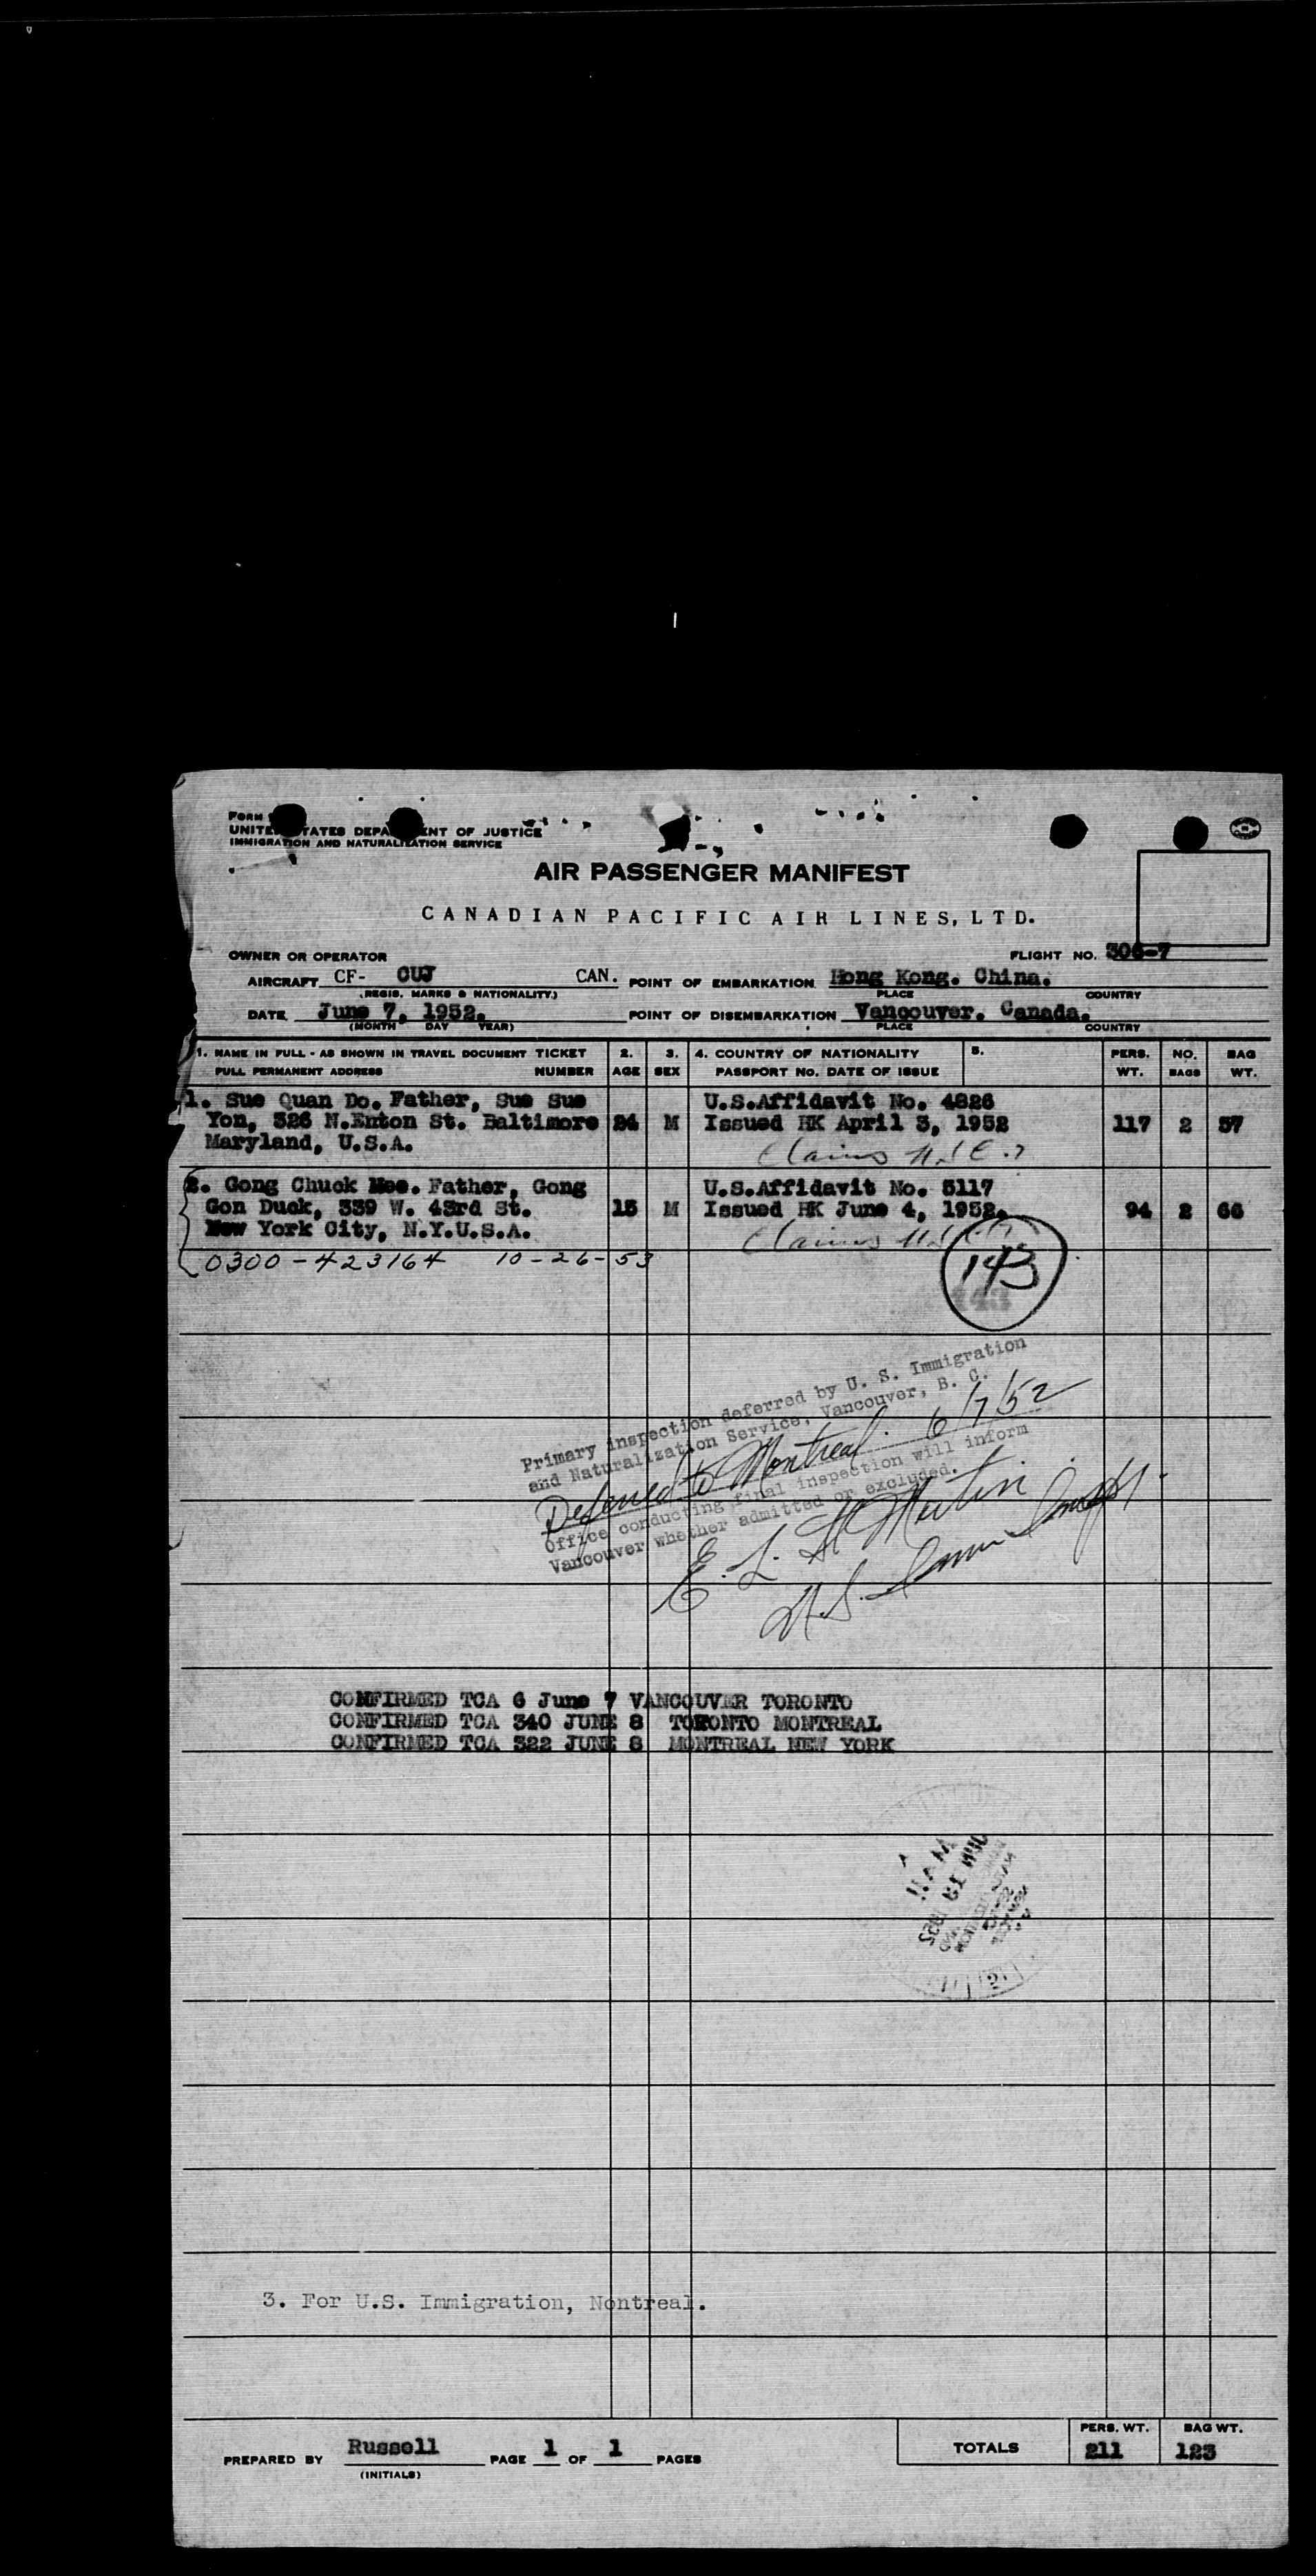 FORM
UNITED STATES DEPARTMENT OF JUSTICE
IMMIGRATION AND NATURALIZATION SERVICE
AIR PASSENGER MANIFEST
CANADIAN PACIFIC AIR LINES, LTD.
OWNER OR OPERATOR FLIGHT NO. 306-7
AIRCRAFT CF- CUJ CAN. POINT OF EMBARKATION Hong Kong. China.
(REGIS. MARKS & NATIONALITY) PLACE COUNTRY
DATE June 7, 1952. POINT OF DISEMBARKATION Vancouver. Canada.
(MONTH DAY YEAR) PLACE COUNTRY
1. NAME IN FULL - AS SHOWN IN TRAVEL DOCUMENT TICKET 2. 3. 4. COUNTRY OF NATIONALITY 5. PERS. NO. BAG
FULL PERMANENT ADDRESS NUMBER AGE SEX PASSPORT No. DATE OF ISSUE WT. BAGS WT.
1. Sue Quan Do. Father, Sue Sue U.S.Affidavit No. 4826
Yon, 326 N.Enton St. Baltimore 24 M Issued HK April 3, 1952 117 2 57
Maryland, U.S.A.
Claims
2. Gong Chuck Mee. Father, Gong U.S.Affidavit No. 5117
Gon Duck, 339 W. 43rd St. 15 M Issued HK June 4, 1952. 94 2 66
New York City, N.Y.U.S.A.
Claims
0300-423164 10-26-53
143
143
Primary inspection deferred by U. S. Immigration
and Naturalization Service, Vancouver, B. C.
Deferred to Montreal. 6/7/52
Office conducting final inspection will inform
Vancouver whether admitted or excluded.
E. L. Martin
CONFIRMED TCA 6 June 7 VANCOUVER TORONTO
CONFIRMED TCA 340 JUNE 8 TORONTO MONTREAL
CONFIRMED TCA 322 JUNE 8 MONTREAL NEW YORK
3. For U.S. Immigration, Montreal.
PERS. WT. BAG WT.
PREPARED BY Russell PAGE 1 OF 1 PAGES TOTALS 211 123
(INITIALS)